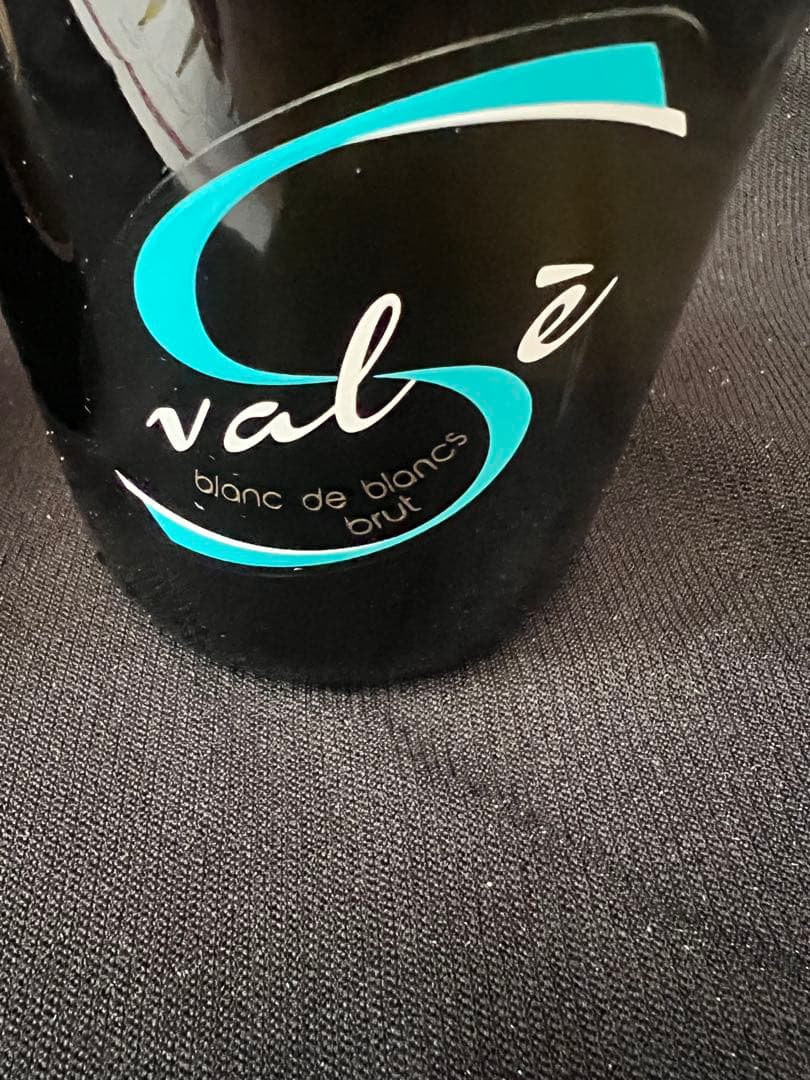 valSē
blanc de blancs
brut